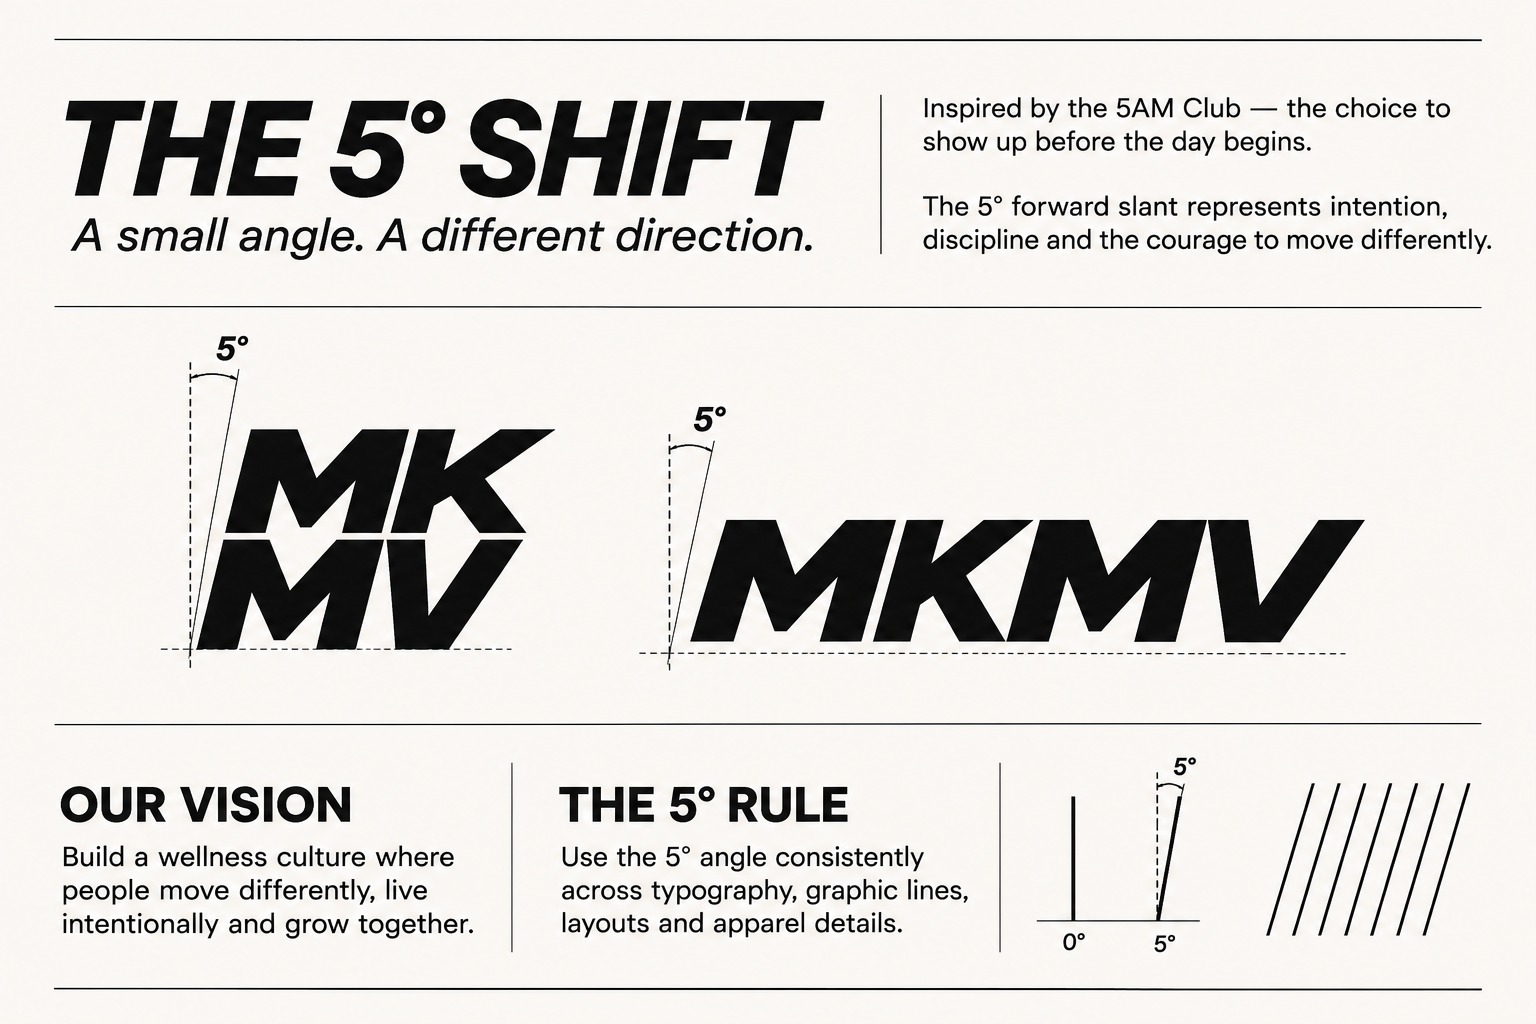 THE 5° SHIFT
A small angle. A different direction.
Inspired by the 5AM Club — the choice to
show up before the day begins.
The 5° forward slant represents intention,
discipline and the courage to move differently.
5°
MK
MV
5°
MKMV
OUR VISION
Build a wellness culture where
people move differently, live
intentionally and grow together.
THE 5° RULE
Use the 5° angle consistently
across typography, graphic lines,
layouts and apparel details.
5°
0°
5°